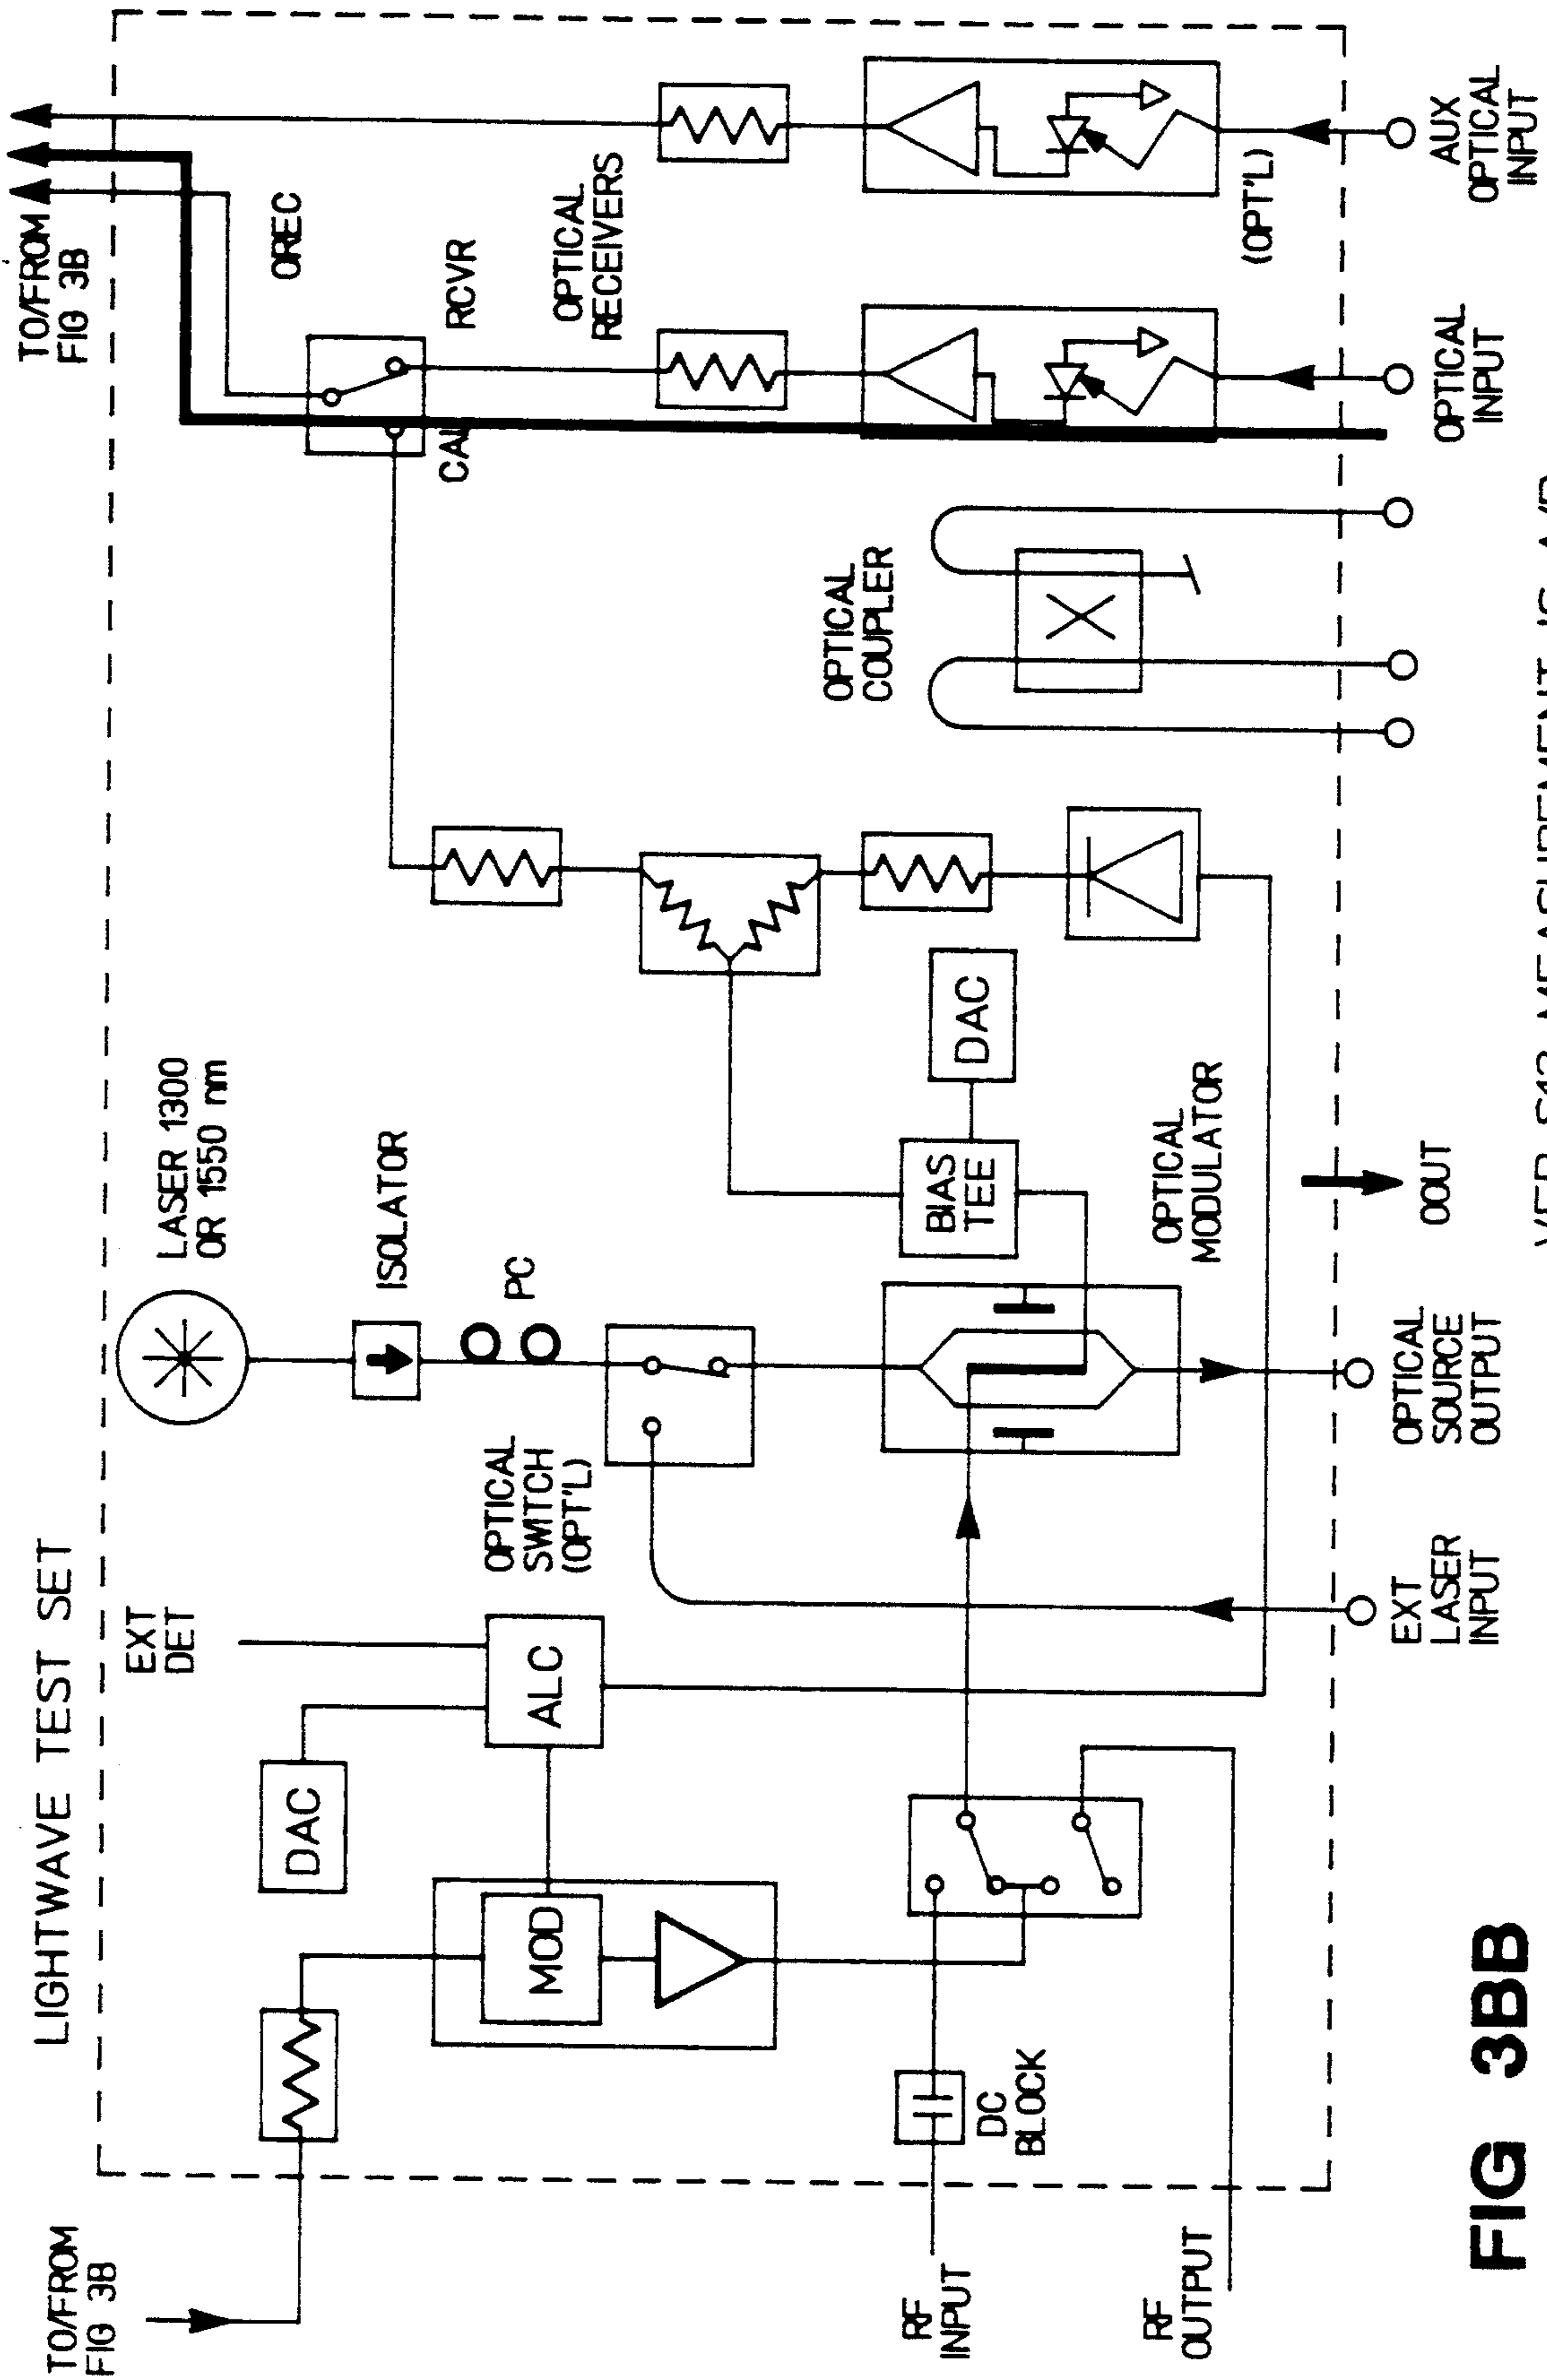 LIGHTWAVE TEST SET
TO/FROM
FIG 3B
EXT
DET
DAC
ALC
MOD
LASER 1300
OR 1550 nm
ISOLATOR
PC
OPTICAL
SWITCH
(OPT'L)
TO/FROM
FIG 3B
OREC
RCVR
CAL
OPTICAL
RECEIVERS
OPTICAL
COUPLER
BIAS
TEE
DAC
OPTICAL
MODULATOR
(OPT'L)
DC
BLOCK
RF
INPUT
RF
OUTPUT
EXT
LASER
INPUT
OPTICAL
SOURCE
OUTPUT
OOUT
OPTICAL
INPUT
AUX
OPTICAL
INPUT
FIG 3BB
MEASUREMENT IS A/R